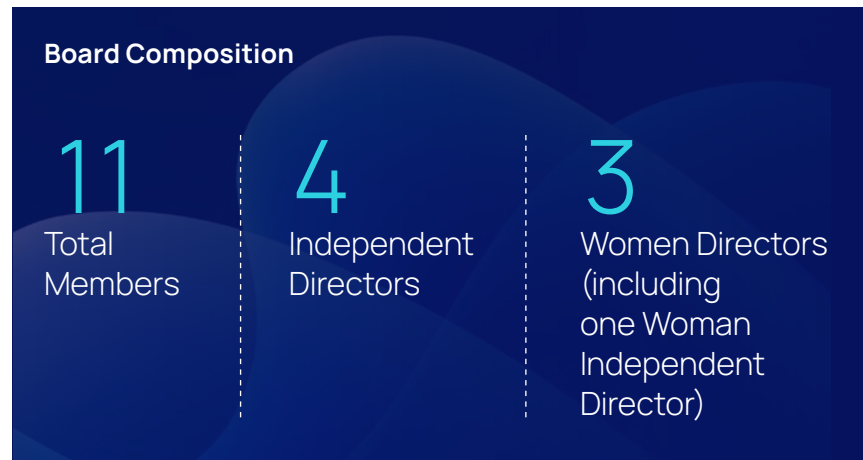 Board Composition
11
Total
Members
4
Independent
Directors
3
Women Directors
(including
one Woman
Independent
Director)